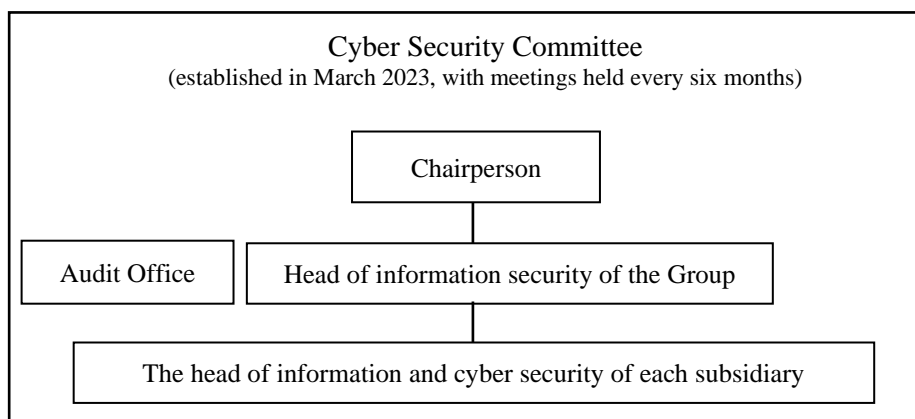 Cyber Security Committee
(established in March 2023, with meetings held every six months)
Chairperson
Audit Office
Head of information security of the Group
The head of information and cyber security of each subsidiary